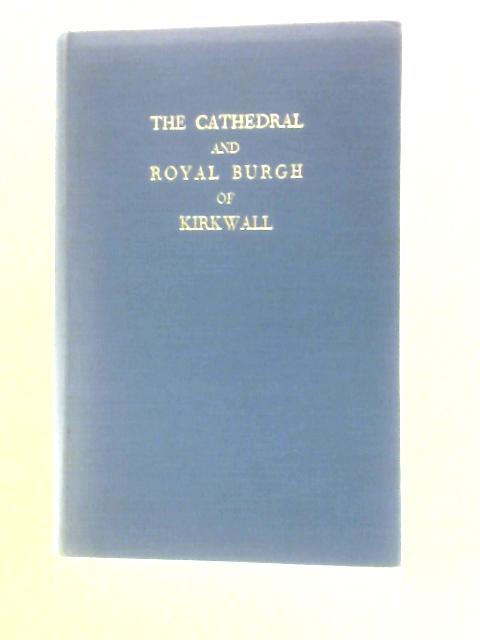 THE CATHEDRAL
AND
ROYAL BURGH
OF
KIRKWALL